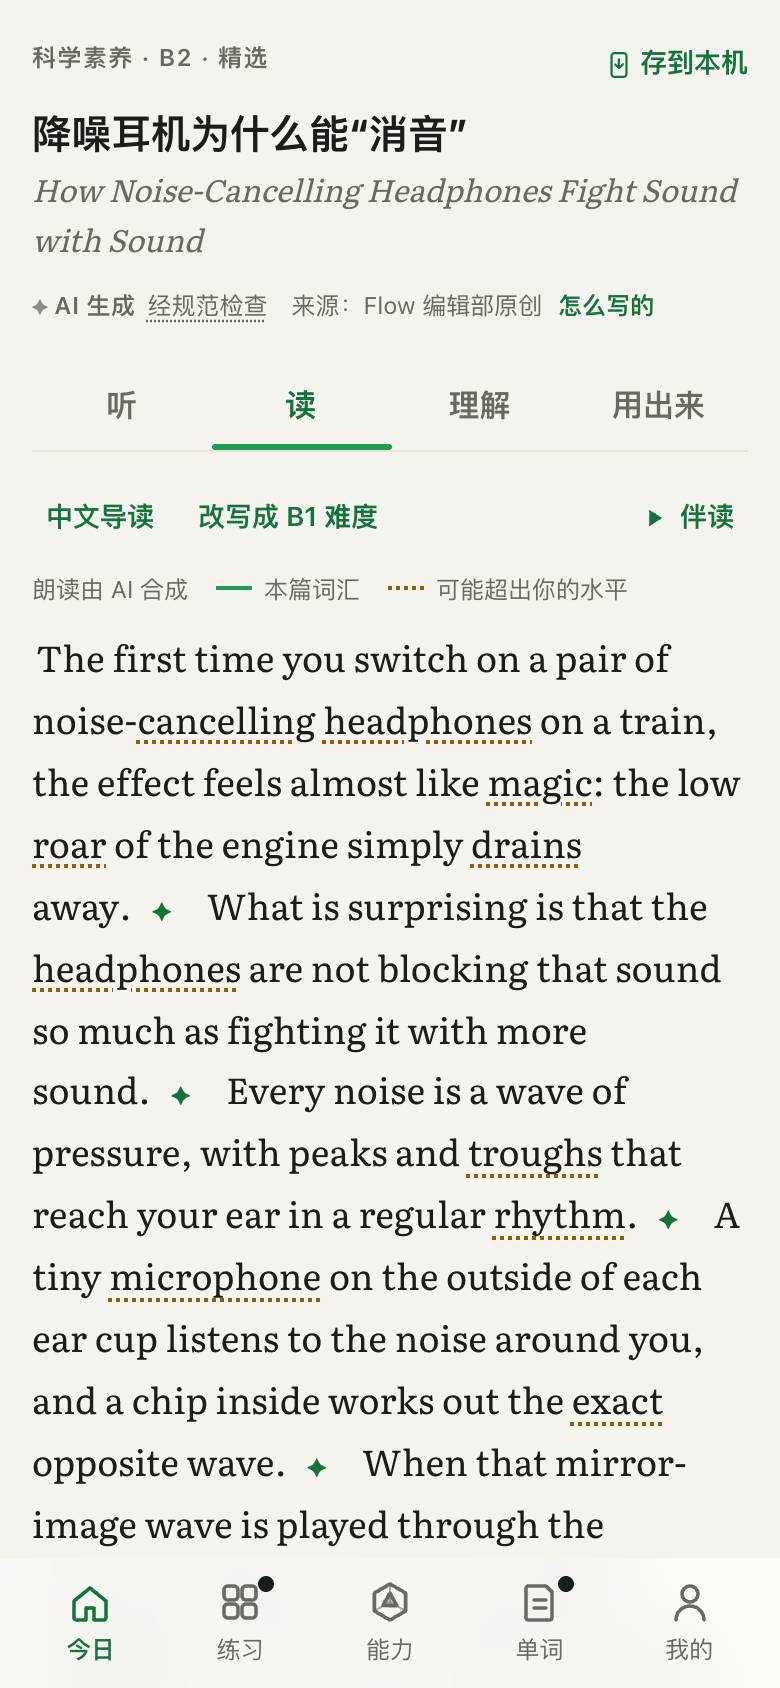 科学素养 · B2 · 精选
存到本机
降噪耳机为什么能“消音”
How Noise-Cancelling Headphones Fight Sound
with Sound
AI 生成 经规范检查 来源：Flow 编辑部原创 怎么写的
听 读 理解 用出来
中文导读 改写成 B1 难度 伴读
朗读由 AI 合成 本篇词汇 可能超出你的水平
The first time you switch on a pair of
noise-cancelling headphones on a train,
the effect feels almost like magic: the low
roar of the engine simply drains
away. What is surprising is that the
headphones are not blocking that sound
so much as fighting it with more
sound. Every noise is a wave of
pressure, with peaks and troughs that
reach your ear in a regular rhythm. A
tiny microphone on the outside of each
ear cup listens to the noise around you,
and a chip inside works out the exact
opposite wave. When that mirror-
image wave is played through the
今日 练习 能力 单词 我的